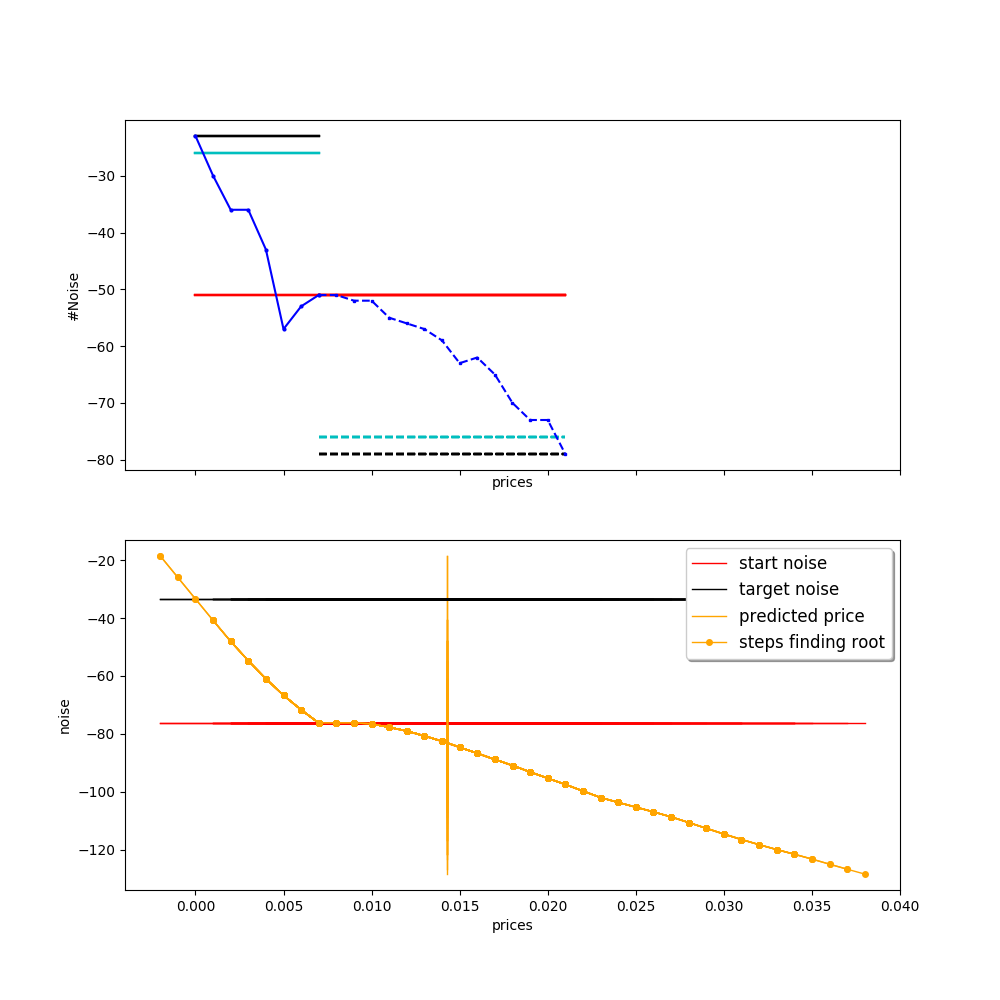 #Noise
−30
−40
−50
−60
−70
−80
prices
noise
−20
−40
−60
−80
−100
−120
start noise
target noise
predicted price
steps finding root
0.000 0.005 0.010 0.015 0.020 0.025 0.030 0.035 0.040
prices